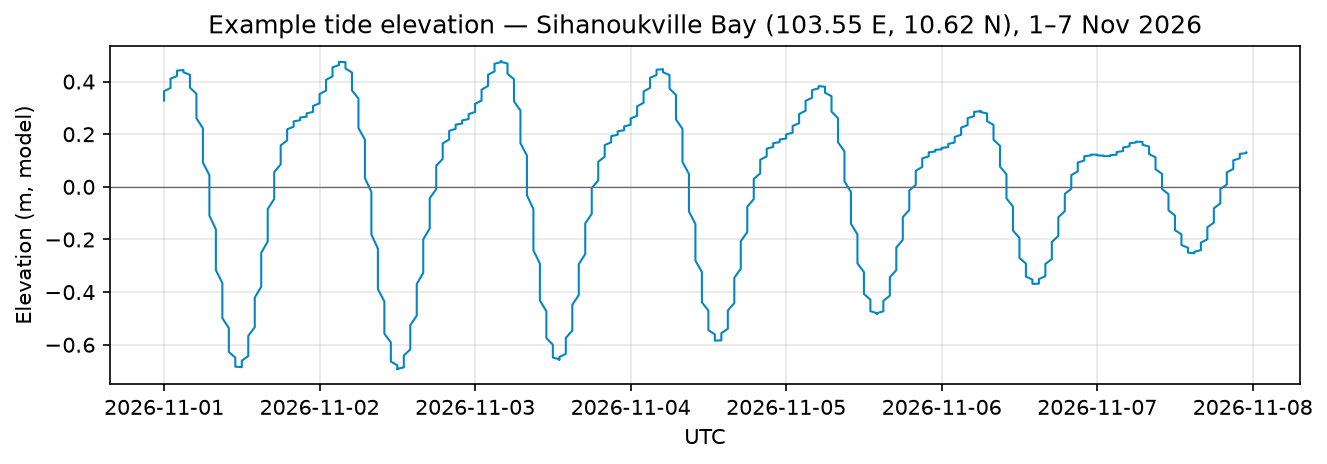 Example tide elevation — Sihanoukville Bay (103.55 E, 10.62 N), 1–7 Nov 2026
Elevation (m, model)
0.4
0.2
0.0
−0.2
−0.4
−0.6
2026-11-01 2026-11-02 2026-11-03 2026-11-04 2026-11-05 2026-11-06 2026-11-07 2026-11-08
UTC